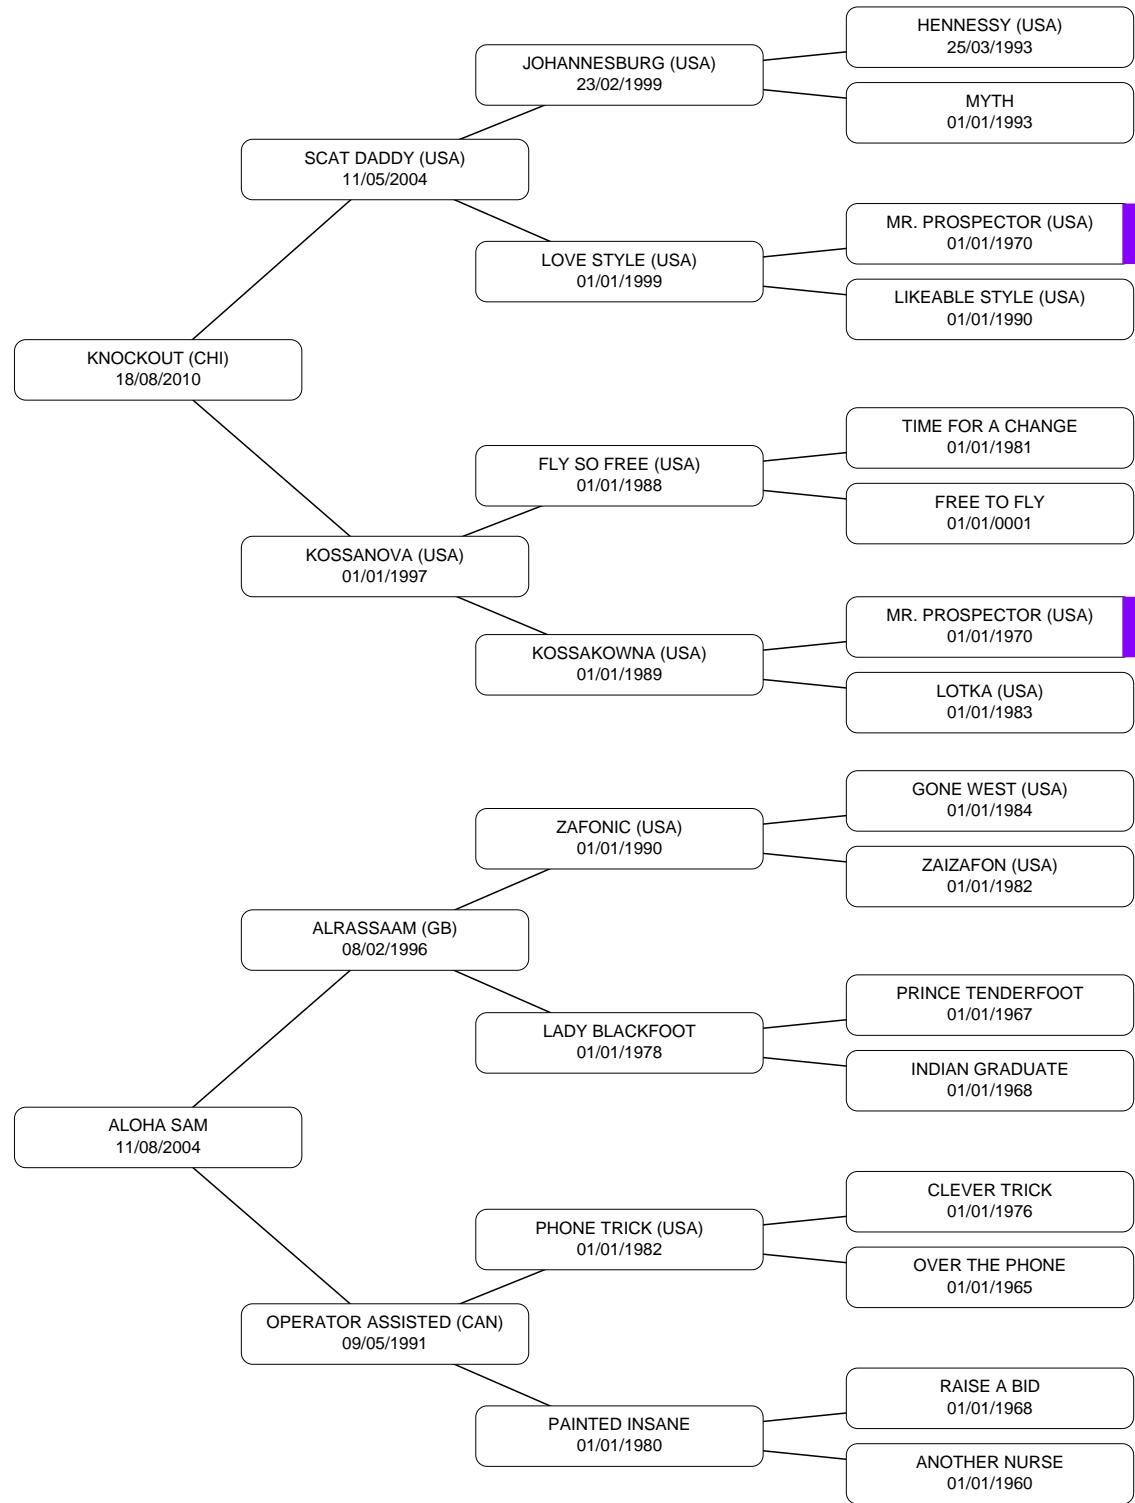 HENNESSY (USA)
25/03/1993
JOHANNESBURG (USA)
23/02/1999
MYTH
01/01/1993
SCAT DADDY (USA)
11/05/2004
MR. PROSPECTOR (USA)
01/01/1970
LOVE STYLE (USA)
01/01/1999
LIKEABLE STYLE (USA)
01/01/1990
KNOCKOUT (CHI)
18/08/2010
TIME FOR A CHANGE
01/01/1981
FLY SO FREE (USA)
01/01/1988
FREE TO FLY
01/01/0001
KOSSANOVA (USA)
01/01/1997
MR. PROSPECTOR (USA)
01/01/1970
KOSSAKOWNA (USA)
01/01/1989
LOTKA (USA)
01/01/1983
GONE WEST (USA)
01/01/1984
ZAFONIC (USA)
01/01/1990
ZAIZAFON (USA)
01/01/1982
ALRASSAAM (GB)
08/02/1996
PRINCE TENDERFOOT
01/01/1967
LADY BLACKFOOT
01/01/1978
INDIAN GRADUATE
01/01/1968
ALOHA SAM
11/08/2004
CLEVER TRICK
01/01/1976
PHONE TRICK (USA)
01/01/1982
OVER THE PHONE
01/01/1965
OPERATOR ASSISTED (CAN)
09/05/1991
RAISE A BID
01/01/1968
PAINTED INSANE
01/01/1980
ANOTHER NURSE
01/01/1960